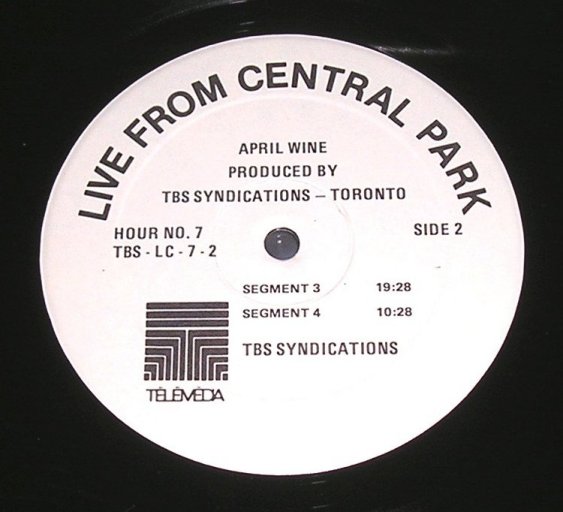 LIVE FROM CENTRAL PARK
APRIL WINE
PRODUCED BY
TBS SYNDICATIONS – TORONTO
HOUR NO. 7
SIDE 2
TBS - LC - 7 - 2
SEGMENT 3 19:28
SEGMENT 4 10:28
TBS SYNDICATIONS
TÉLÉMÉDIA